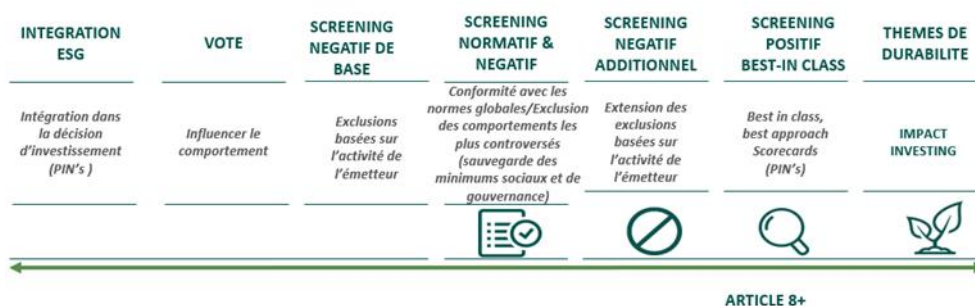 INTEGRATION
ESG
Intégration dans
la décision
d'investissement
(PIN's )
VOTE
Influencer le
comportement
SCREENING
NEGATIF DE
BASE
Exclusions
basées sur
l'activité de
l'émetteur
SCREENING
NORMATIF &
NEGATIF
Conformité avec les
normes globales/Exclusion
des comportements les
plus controversés
(sauvegarde des
minimums sociaux et de
gouvernance)
SCREENING
NEGATIF
ADDITIONNEL
Extension des
exclusions
basées sur
l'activité de
l'émetteur
SCREENING
POSITIF
BEST-IN CLASS
Best in class,
best approach
Scorecards
(PIN's)
THEMES DE
DURABILITE
IMPACT
INVESTING
ARTICLE 8+